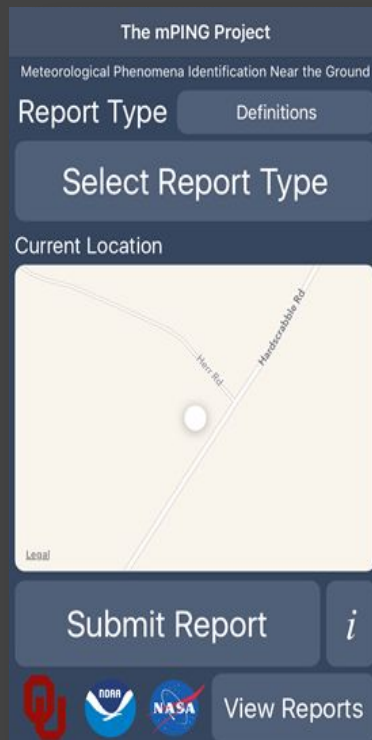 The mPING Project
Meteorological Phenomena Identification Near the Ground
Report Type
Definitions
Select Report Type
Current Location
Hardscrabble Rd
Herr Rd
Legal
Submit Report
i
OU
NOAA
NASA
View Reports